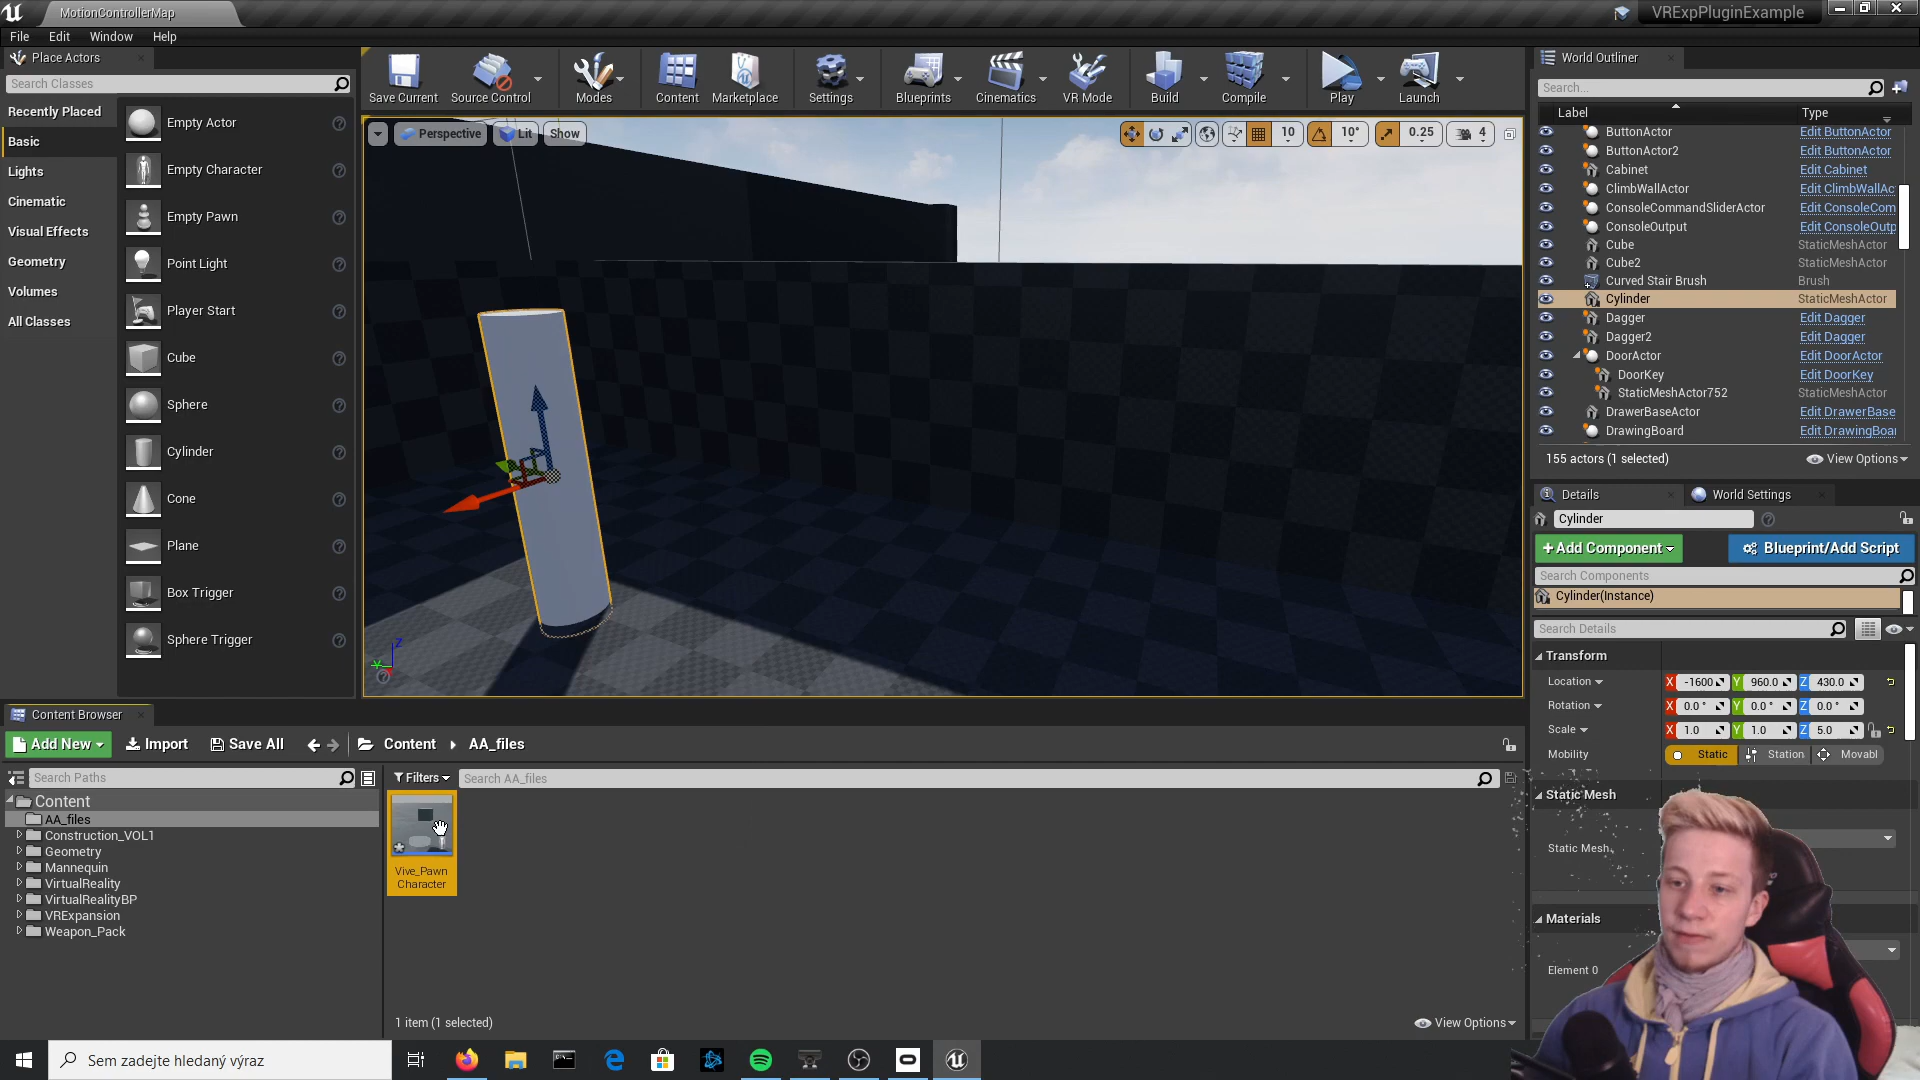 MotionControllerMap
VRExpPluginExample
File Edit Window Help
Place Actors
Search Classes
Recently Placed
Basic
Lights
Cinematic
Visual Effects
Geometry
Volumes
All Classes
Empty Actor
Empty Character
Empty Pawn
Point Light
Player Start
Cube
Sphere
Cylinder
Cone
Plane
Box Trigger
Sphere Trigger
Save Current Source Control Modes Content Marketplace Settings Blueprints Cinematics VR Mode Build Compile Play Launch
Perspective Lit Show
10 10° 0.25 4
World Outliner
Search...
Label Type
ButtonActor Edit ButtonActor
ButtonActor2 Edit ButtonActor
Cabinet Edit Cabinet
ClimbWallActor Edit ClimbWallAc
ConsoleCommandSliderActor Edit ConsoleCom
ConsoleOutput Edit ConsoleOutp
Cube StaticMeshActor
Cube2 StaticMeshActor
Curved Stair Brush Brush
Cylinder StaticMeshActor
Dagger Edit Dagger
Dagger2 Edit Dagger
DoorActor Edit DoorActor
DoorKey Edit DoorKey
StaticMeshActor752 StaticMeshActor
DrawerBaseActor Edit DrawerBase
DrawingBoard Edit DrawingBoar
155 actors (1 selected) View Options
Details World Settings
Cylinder
+Add Component Blueprint/Add Script
Search Components
Cylinder(Instance)
Search Details
Transform
Location X -1600 Y 960.0 Z 430.0
Rotation X 0.0 ° Y 0.0 ° Z 0.0 °
Scale X 1.0 Y 1.0 Z 5.0
Mobility Static Station Movabl
Static Mesh
Static Mesh
Materials
Element 0
Z
Content Browser
Add New Import Save All Content AA_files
Search Paths
Filters Search AA_files
Content
AA_files
Construction_VOL1
Geometry
Mannequin
VirtualReality
VirtualRealityBP
VRExpansion
Weapon_Pack
Vive_Pawn
Character
1 item (1 selected) View Options
Sem zadejte hledaný výraz